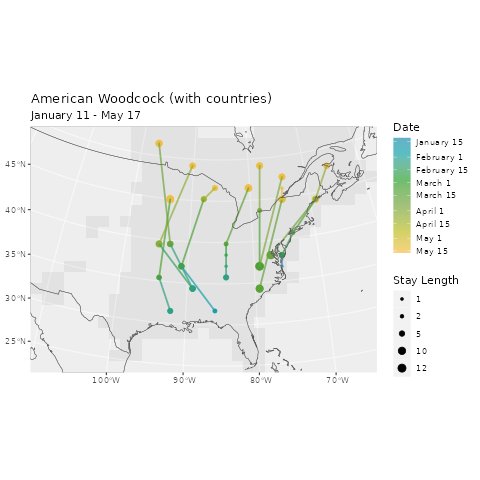 American Woodcock (with countries)
January 11 - May 17
45°N
40°N
35°N
30°N
25°N
100°W
90°W
80°W
70°W
Date
January 15
February 1
February 15
March 1
March 15
April 1
April 15
May 1
May 15
Stay Length
1
2
5
10
12